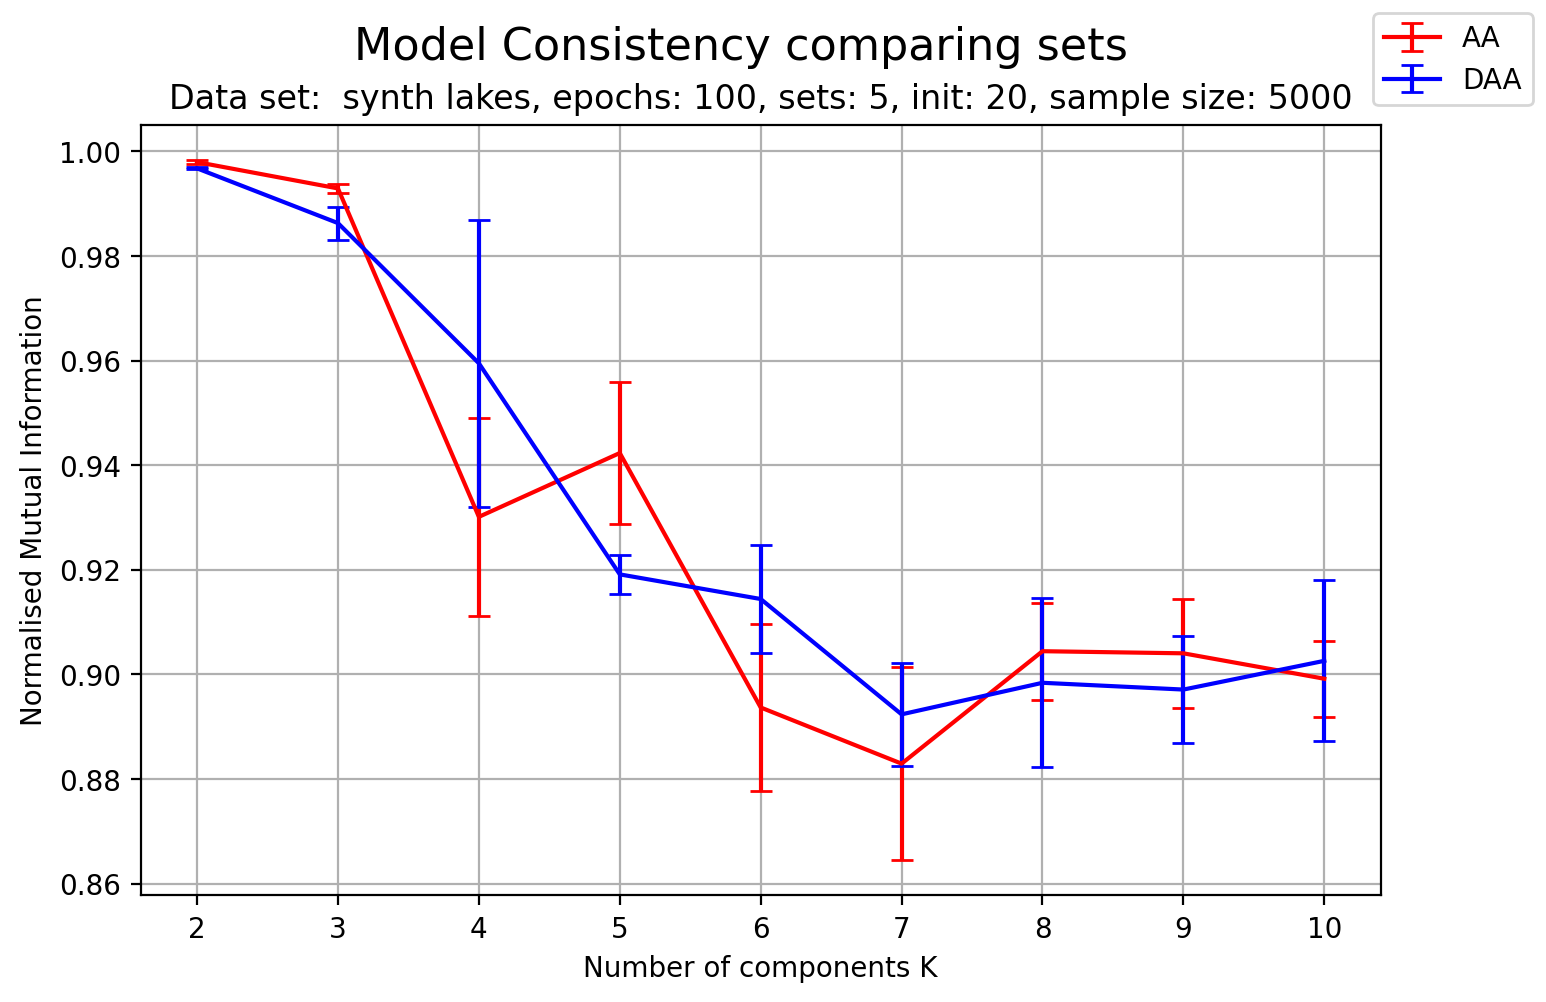 Model Consistency comparing sets
Data set:  synth lakes, epochs: 100, sets: 5, init: 20, sample size: 5000
AA
DAA
Normalised Mutual Information
1.00
0.98
0.96
0.94
0.92
0.90
0.88
0.86
2 3 4 5 6 7 8 9 10
Number of components K